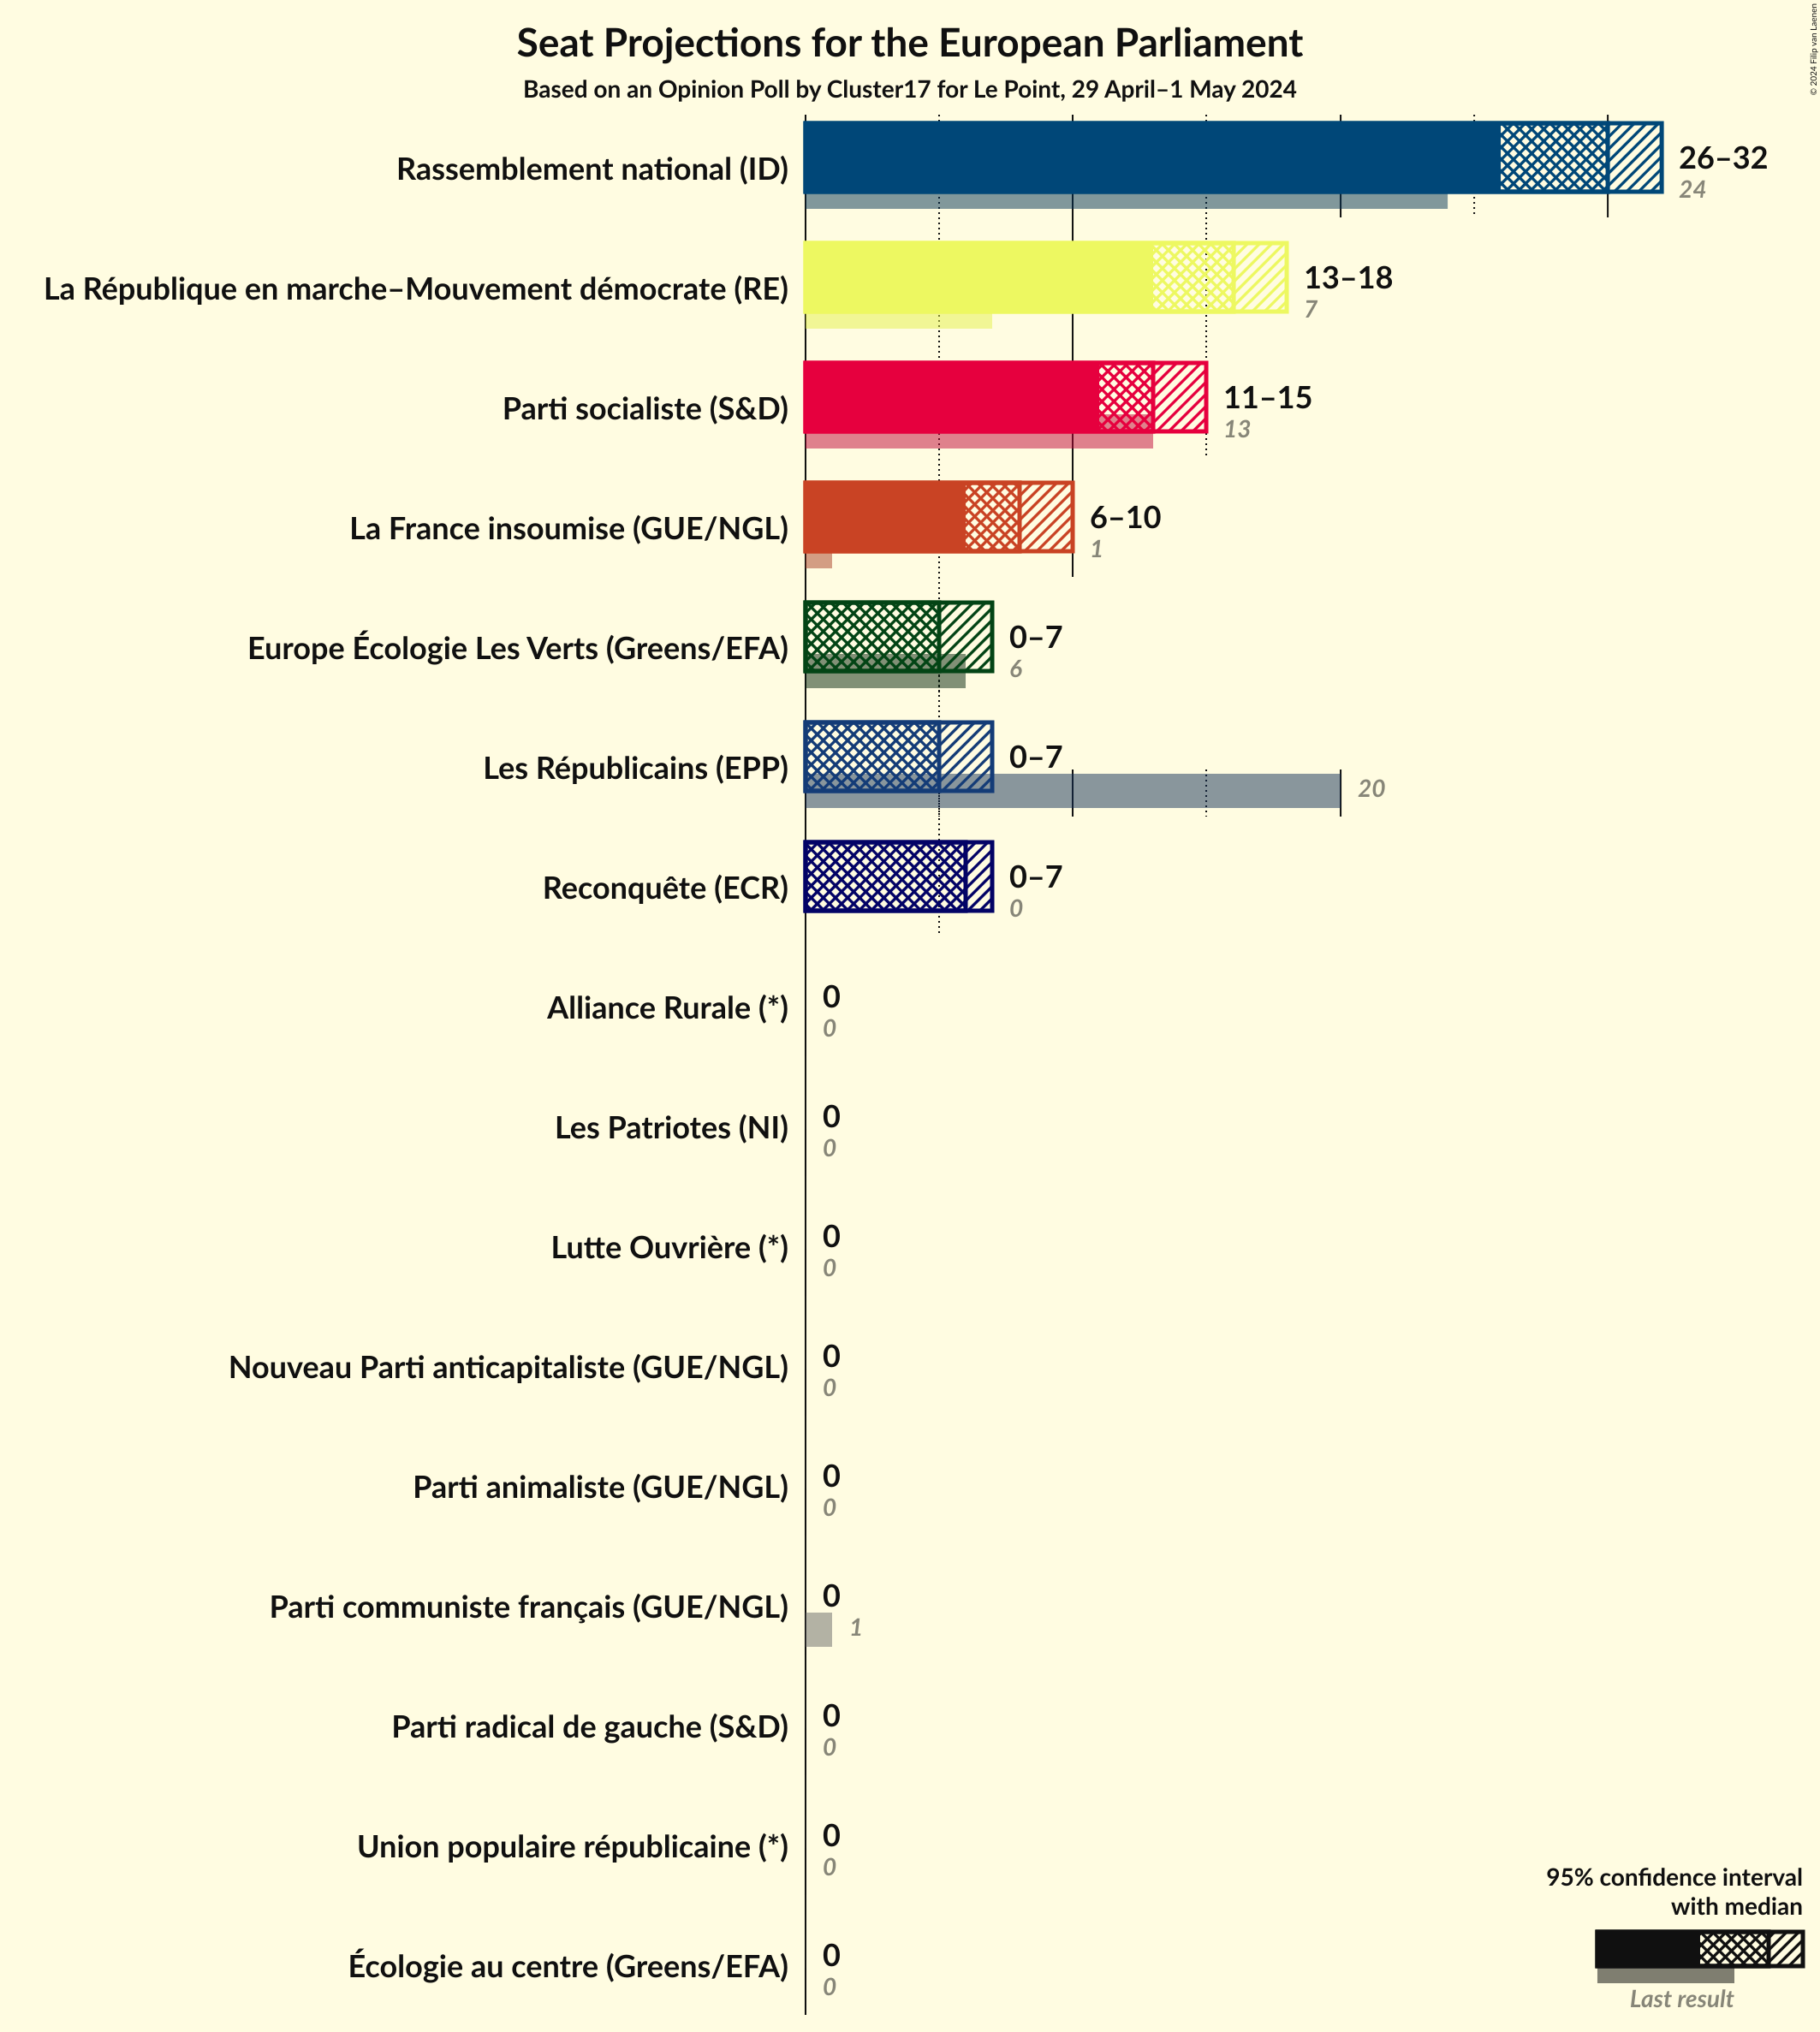 Seat Projections for the European Parliament
Based on an Opinion Poll by Cluster17 for Le Point, 29 April–1 May 2024
© 2024 Filip van Laenen
Rassemblement national (ID)
26–32
24
La République en marche–Mouvement démocrate (RE)
13–18
7
Parti socialiste (S&D)
11–15
13
La France insoumise (GUE/NGL)
6–10
1
Europe Écologie Les Verts (Greens/EFA)
0–7
6
Les Républicains (EPP)
0–7
20
Reconquête (ECR)
0–7
0
Alliance Rurale (*)
0
0
Les Patriotes (NI)
0
0
Lutte Ouvrière (*)
0
0
Nouveau Parti anticapitaliste (GUE/NGL)
0
0
Parti animaliste (GUE/NGL)
0
0
Parti communiste français (GUE/NGL)
0
1
Parti radical de gauche (S&D)
0
0
Union populaire républicaine (*)
0
0
Écologie au centre (Greens/EFA)
0
0
95% confidence interval
with median
Last result